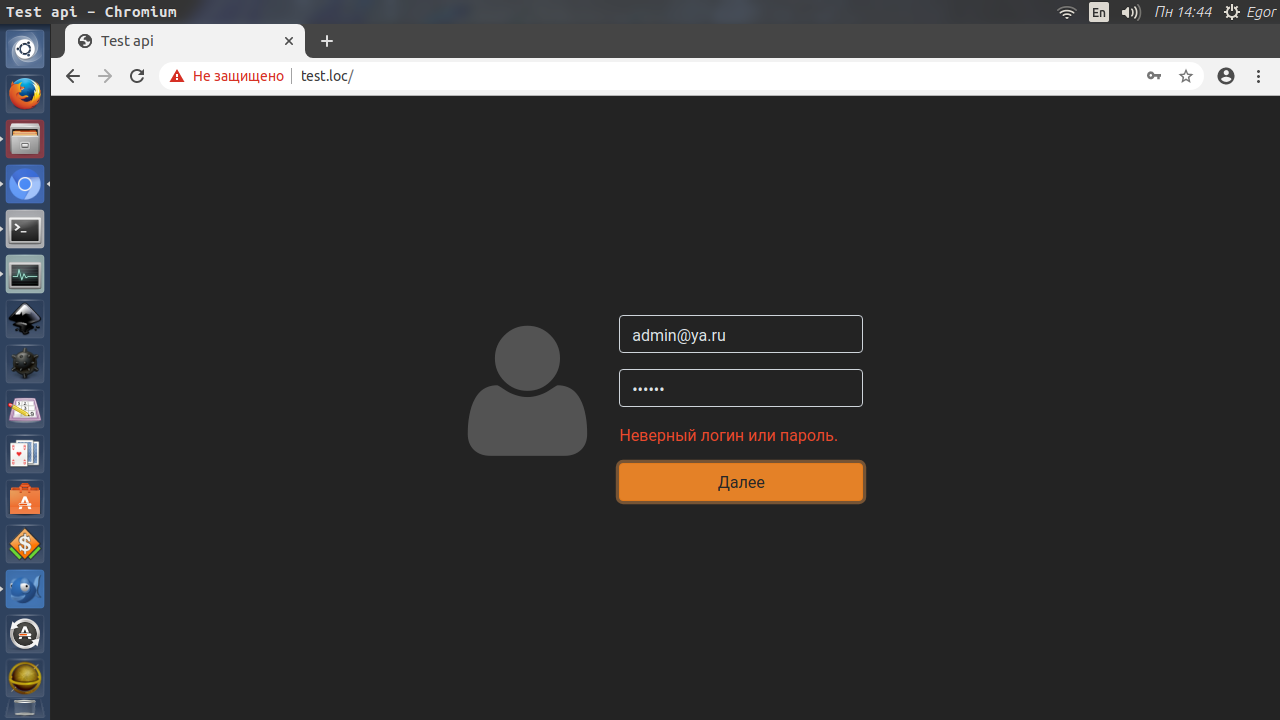 Test api - Chromium
En
Пн 14:44
Egor
Test api
Не защищено
test.loc/
admin@ya.ru
••••••
Неверный логин или пароль.
Далее